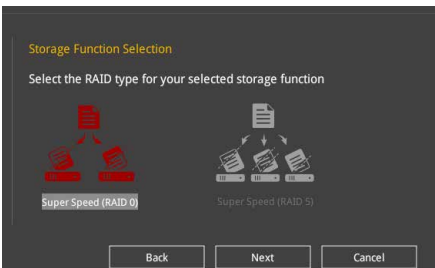 Storage Function Selection
Select the RAID type for your selected storage function
Super Speed (RAID 0)
Super Speed (RAID 5)
Back
Next
Cancel